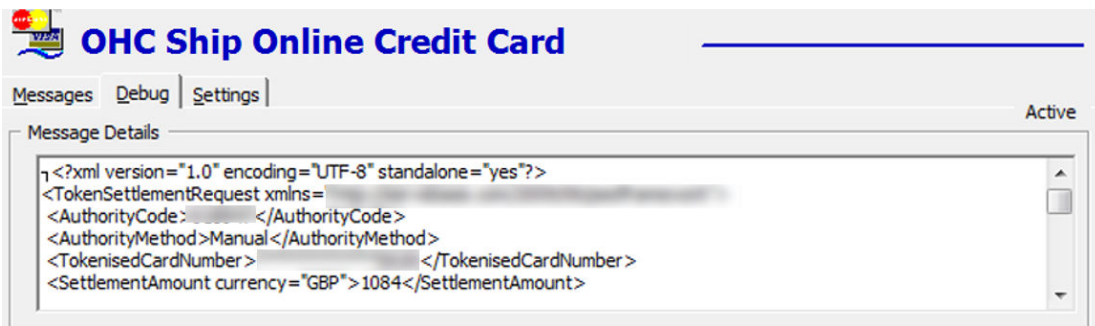 VISA
OHC Ship Online Credit Card
Messages Debug Settings
Active
Message Details
<?xml version="1.0" encoding="UTF-8" standalone="yes"?>
<TokenSettlementRequest xmlns="
<AuthorityCode> </AuthorityCode>
<AuthorityMethod>Manual</AuthorityMethod>
<TokenisedCardNumber> </TokenisedCardNumber>
<SettlementAmount currency="GBP">1084</SettlementAmount>